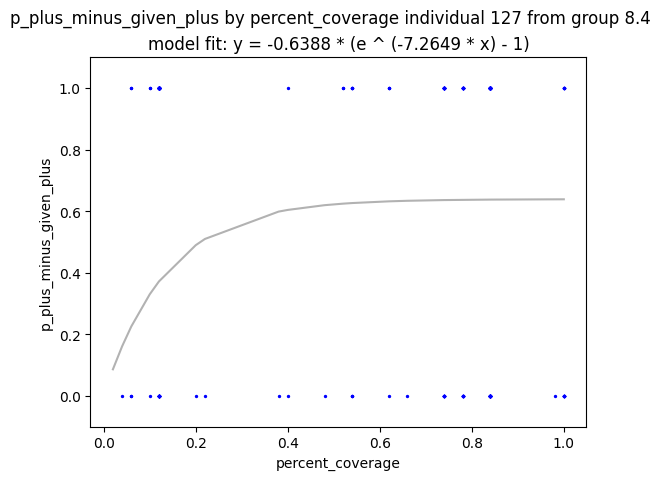 p_plus_minus_given_plus by percent_coverage individual 127 from group 8.4
model fit: y = -0.6388 * (e ^ (-7.2649 * x) - 1)
1.0
0.8
0.6
0.4
0.2
0.0
p_plus_minus_given_plus
0.0 0.2 0.4 0.6 0.8 1.0
percent_coverage